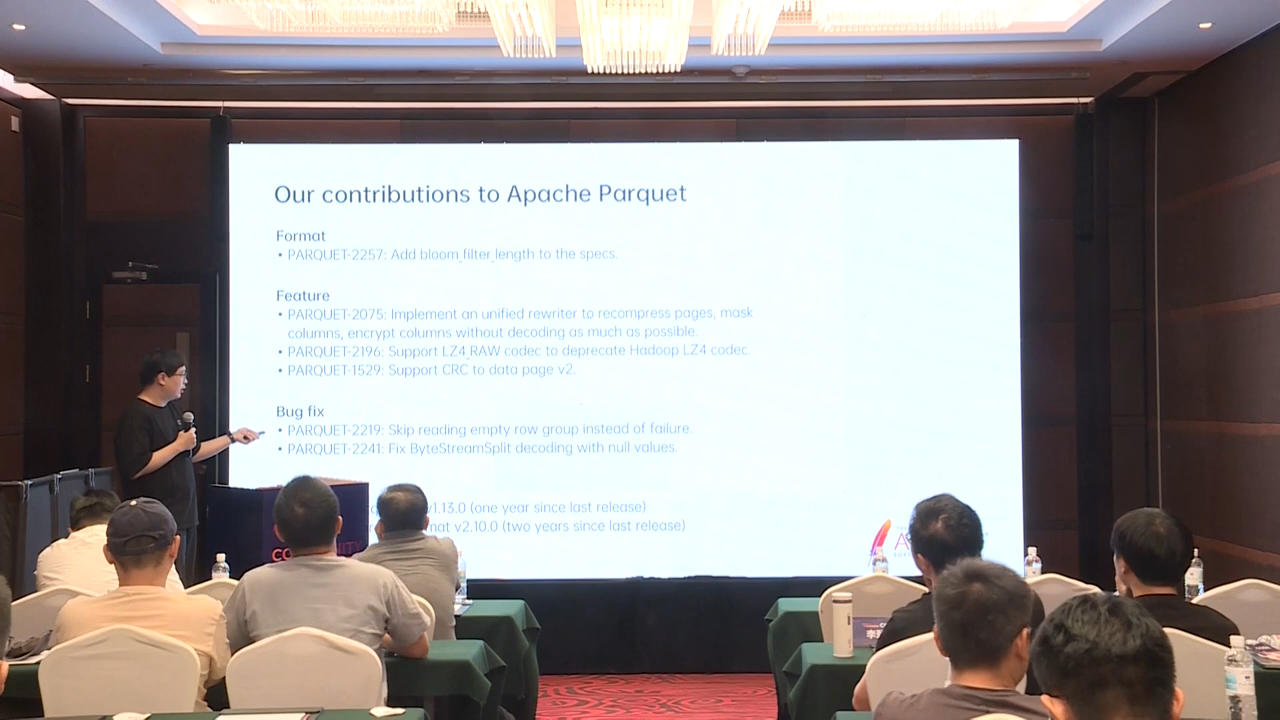 Our contributions to Apache Parquet
Format
• PARQUET-2257: Add bloom_filter_length to the specs.
Feature
• PARQUET-2075: Implement an unified rewriter to recompress pages, mask
columns, encrypt columns without decoding as much as possible.
• PARQUET-2196: Support LZ4_RAW codec to deprecate Hadoop LZ4 codec.
• PARQUET-1529: Support CRC to data page v2.
Bug fix
• PARQUET-2219: Skip reading empty row group instead of failure.
• PARQUET-2241: Fix ByteStreamSplit decoding with null values.
v1.13.0 (one year since last release)
v2.10.0 (two years since last release)